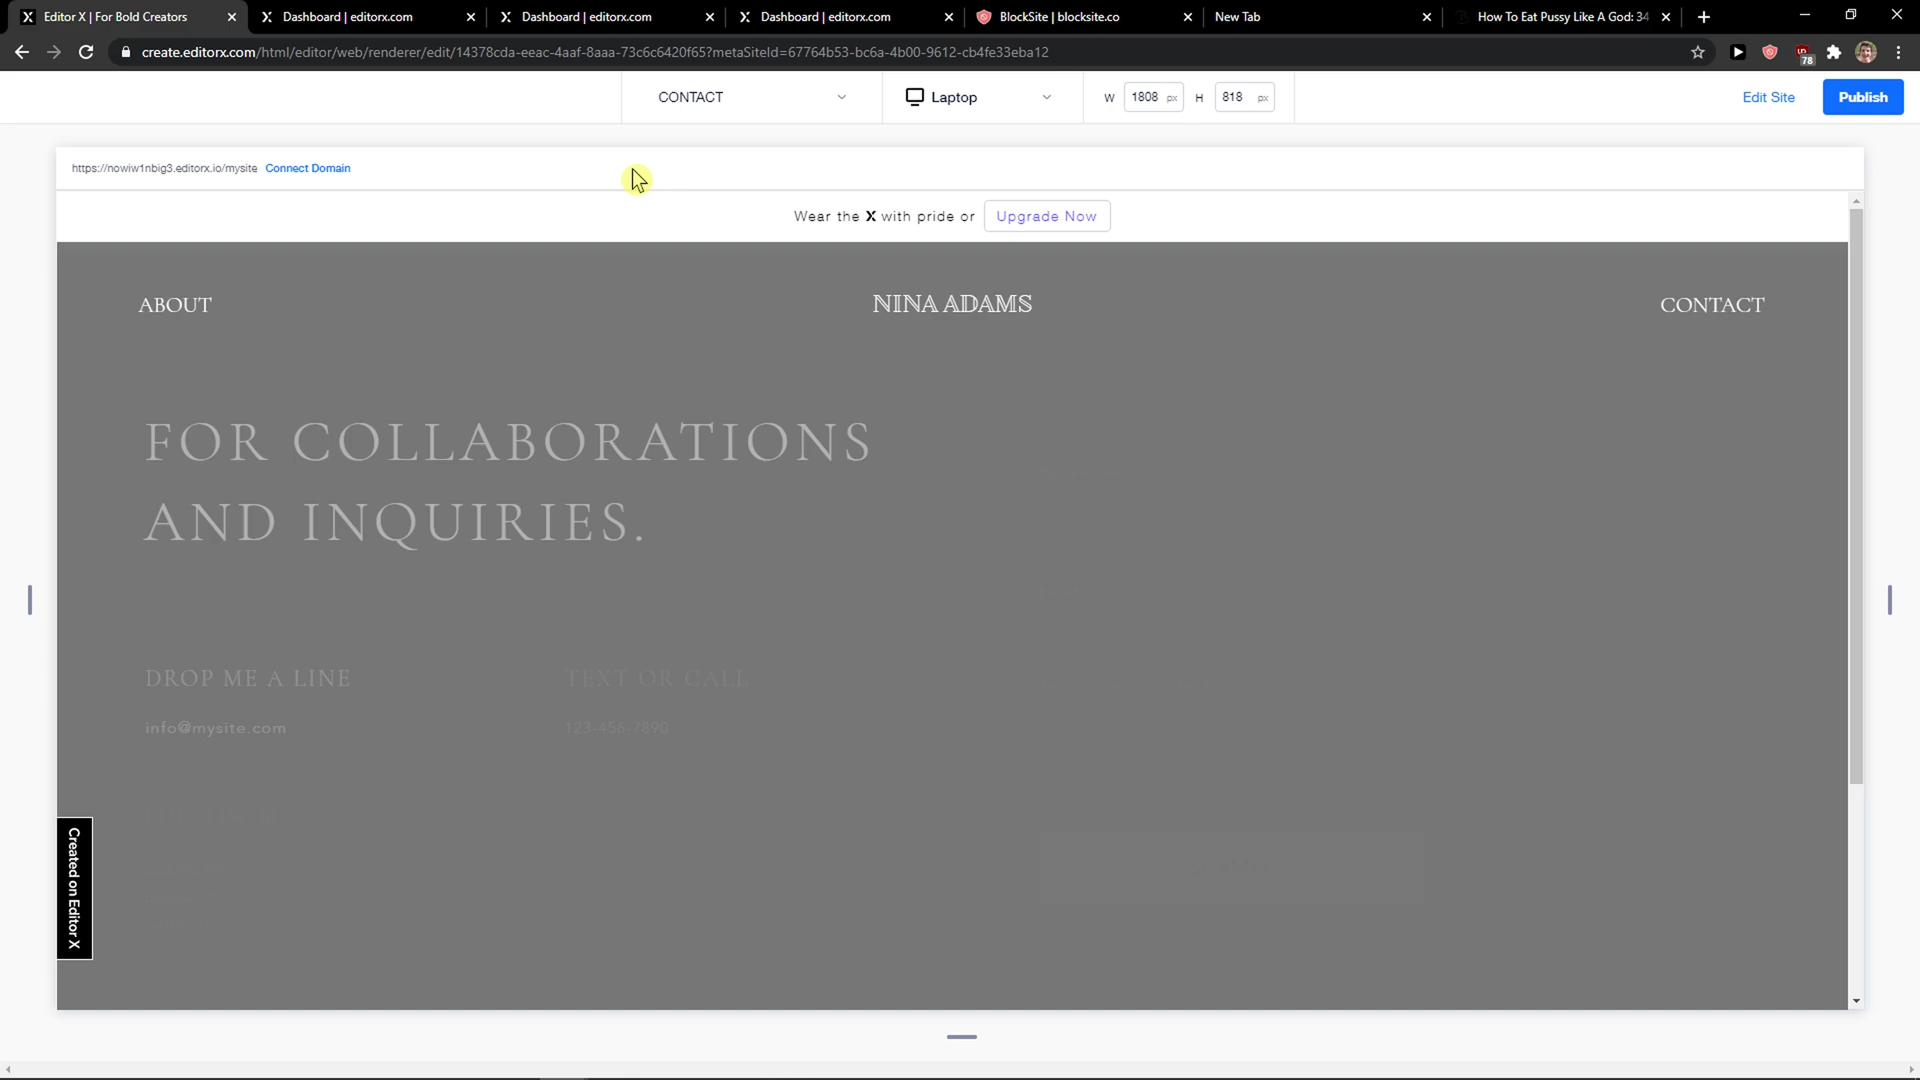 Editor X | For Bold Creators
Dashboard | editorx.com
Dashboard | editorx.com
Dashboard | editorx.com
BlockSite | blocksite.co
New Tab
How To Eat Pussy Like A God: 34
create.editorx.com/html/editor/web/renderer/edit/14378cda-eeac-4aaf-8aaa-73c6c6420f65?metaSiteId=67764b53-bc6a-4b00-9612-cb4fe33eba12
78
CONTACT
Laptop
W 1808 px H 818 px
Edit Site
Publish
https://nowiw1nbig3.editorx.io/mysite Connect Domain
Wear the X with pride or Upgrade Now
ABOUT
NINA ADAMS
CONTACT
FOR COLLABORATIONS
AND INQUIRIES.
DROP ME A LINE
TEXT OR CALL
info@mysite.com
123-456-7890
Created on Editor X